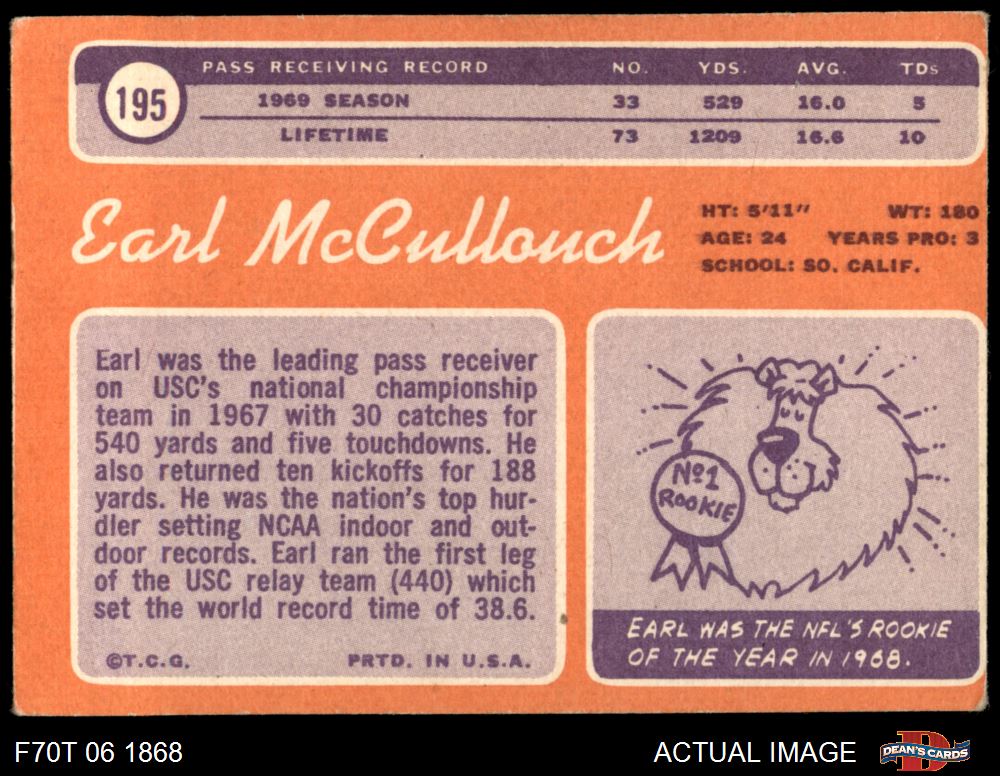 195
PASS RECEIVING RECORD NO. YDS. AVG. TDs
1969 SEASON 33 529 16.0 5
LIFETIME 73 1209 16.6 10
Earl McCullouch
HT: 5'11" WT: 180
AGE: 24 YEARS PRO: 3
SCHOOL: SO. CALIF.
Earl was the leading pass receiver
on USC's national championship
team in 1967 with 30 catches for
540 yards and five touchdowns. He
also returned ten kickoffs for 188
yards. He was the nation's top hur-
dler setting NCAA indoor and out-
door records. Earl ran the first leg
of the USC relay team (440) which
set the world record time of 38.6.
©T.C.G. PRTD. IN U.S.A.
No1
ROOKIE
EARL WAS THE NFL'S ROOKIE
OF THE YEAR IN 1968.
F70T 06 1868 ACTUAL IMAGE D DEAN'S CARDS